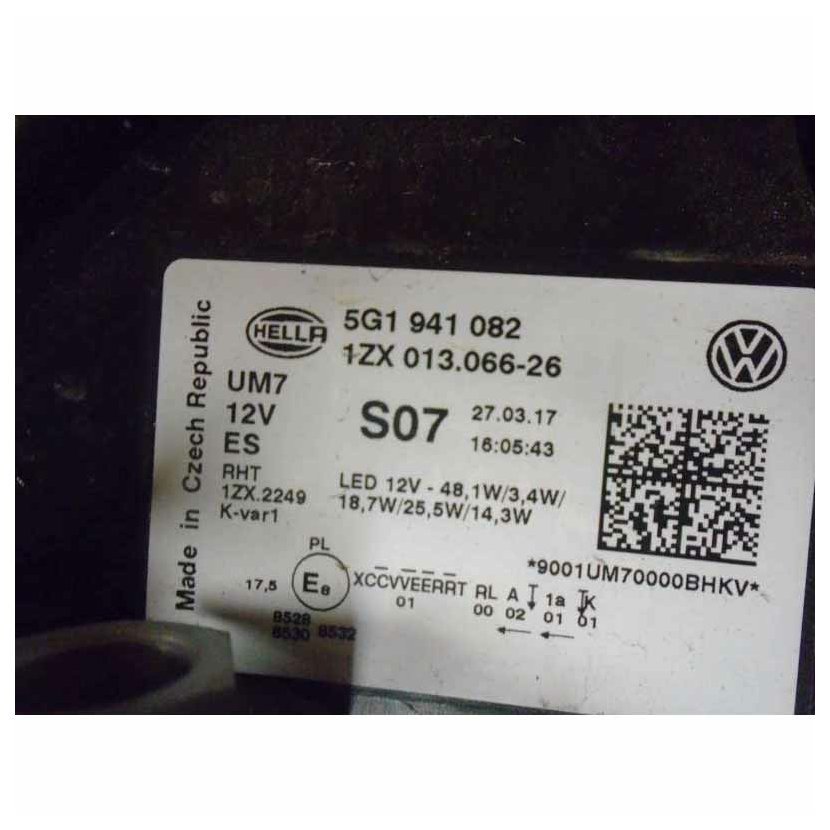 Made in Czech Republic
HELLA
5G1 941 082
1ZX 013.066-26
UM7
12V
ES
S07
27.03.17
16:05:43
RHT
1ZX.2249
K-var1
LED 12V - 48,1W/3,4W/
18,7W/25,5W/14,3W
*9001UM70000BHKV*
PL
17,5
E8
XCCVVEERRT RL A 1a K
01 00 02 01 01
8528
8530 8532